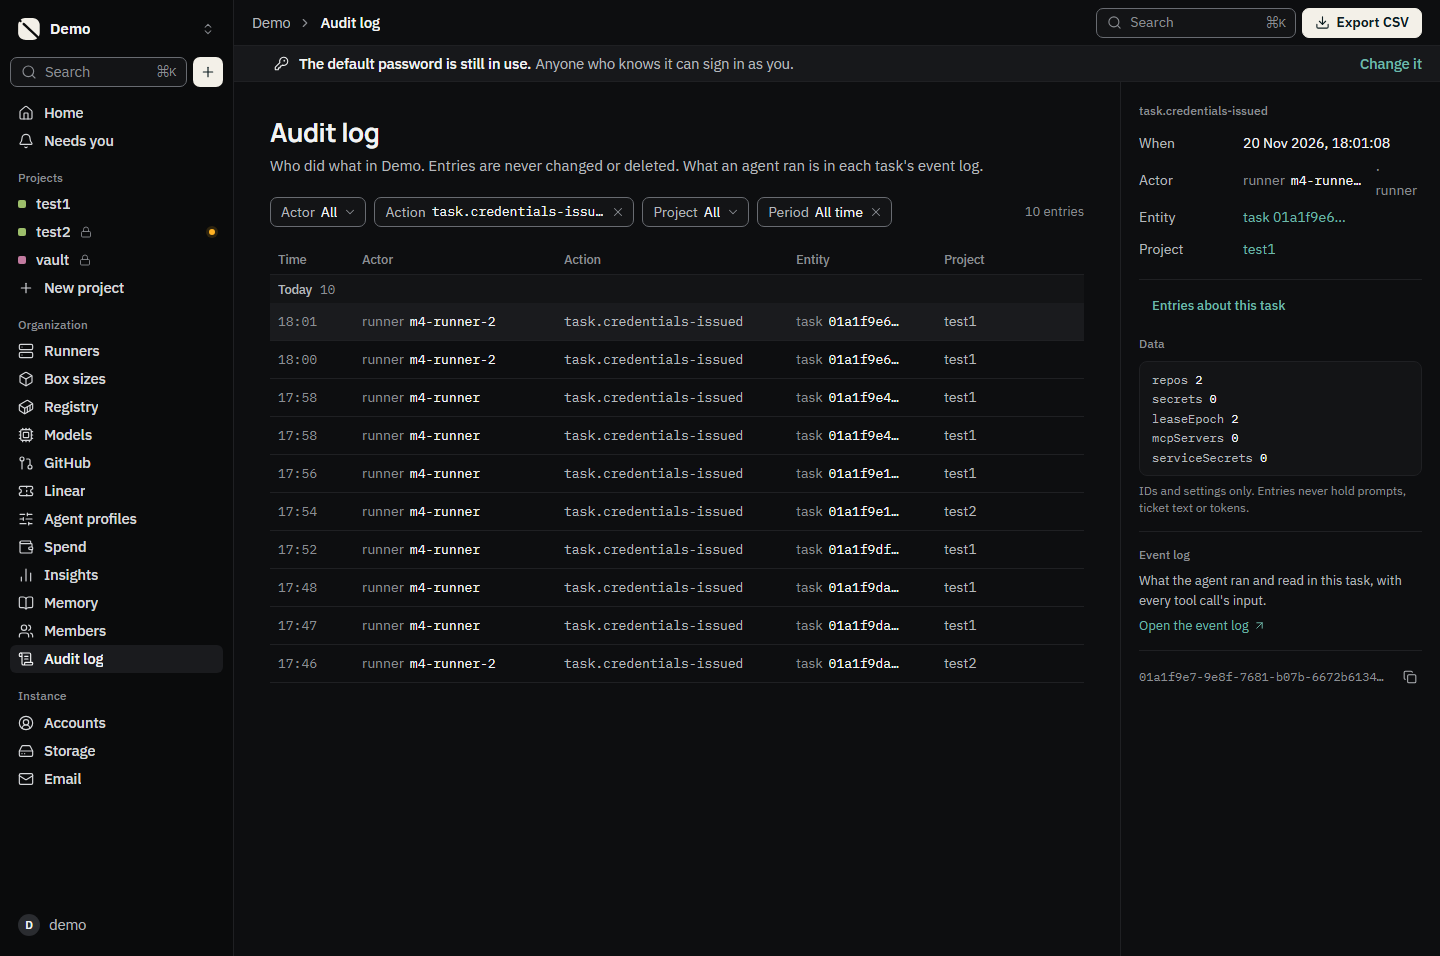 Demo
Search ⌘K
Home
Needs you
Projects
test1
test2
vault
New project
Organization
Runners
Box sizes
Registry
Models
GitHub
Linear
Agent profiles
Spend
Insights
Memory
Members
Audit log
Instance
Accounts
Storage
Email
D demo
Demo > Audit log
Search ⌘K
Export CSV
The default password is still in use. Anyone who knows it can sign in as you.
Change it
Audit log
Who did what in Demo. Entries are never changed or deleted. What an agent ran is in each task's event log.
Actor All
Action task.credentials-issu…
Project All
Period All time
10 entries
Time Actor Action Entity Project
Today 10
18:01 runner m4-runner-2 task.credentials-issued task 01a1f9e6… test1
18:00 runner m4-runner-2 task.credentials-issued task 01a1f9e6… test1
17:58 runner m4-runner task.credentials-issued task 01a1f9e4… test1
17:58 runner m4-runner task.credentials-issued task 01a1f9e4… test1
17:56 runner m4-runner task.credentials-issued task 01a1f9e1… test1
17:54 runner m4-runner task.credentials-issued task 01a1f9e1… test2
17:52 runner m4-runner task.credentials-issued task 01a1f9df… test1
17:48 runner m4-runner task.credentials-issued task 01a1f9da… test1
17:47 runner m4-runner task.credentials-issued task 01a1f9da… test1
17:46 runner m4-runner-2 task.credentials-issued task 01a1f9da… test2
task.credentials-issued
When 20 Nov 2026, 18:01:08
Actor runner m4-runne… · runner
Entity task 01a1f9e6…
Project test1
Entries about this task
Data
repos 2
secrets 0
leaseEpoch 2
mcpServers 0
serviceSecrets 0
IDs and settings only. Entries never hold prompts,
ticket text or tokens.
Event log
What the agent ran and read in this task, with
every tool call's input.
Open the event log
01a1f9e7-9e8f-7681-b07b-6672b6134…